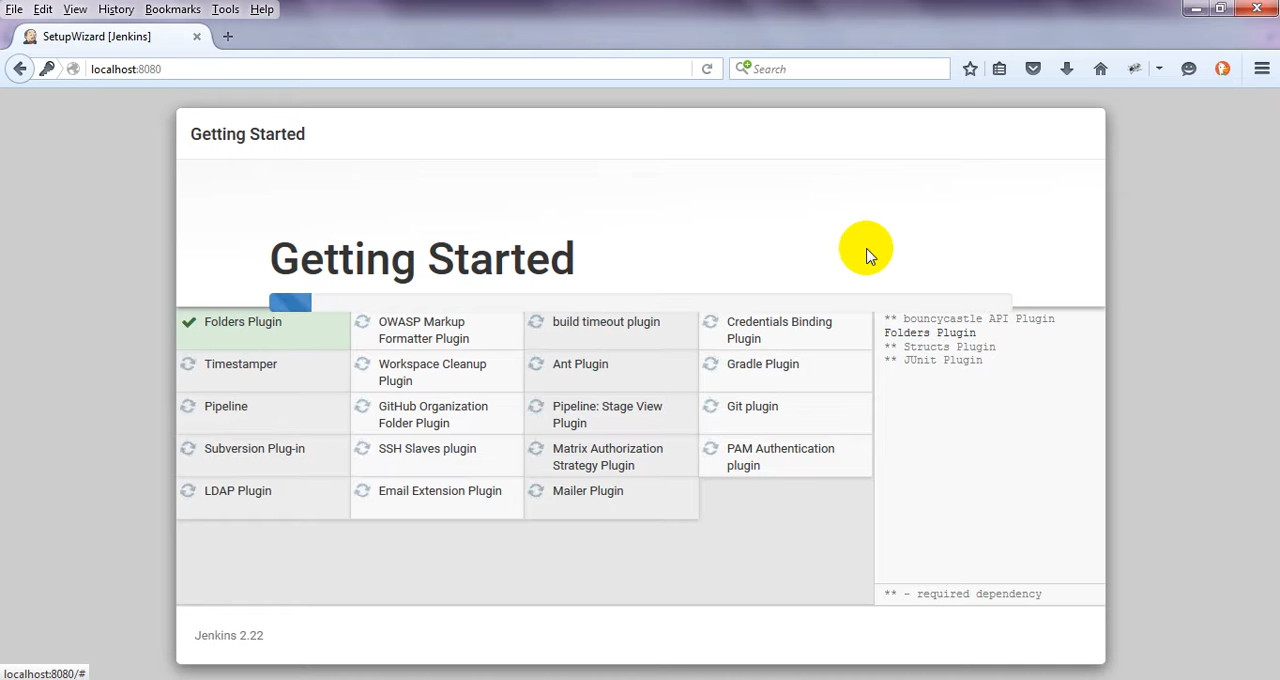 File Edit View History Bookmarks Tools Help
SetupWizard [Jenkins]
localhost:8080
Search
Getting Started
Getting Started
Folders Plugin
OWASP Markup
Formatter Plugin
build timeout plugin
Credentials Binding
Plugin
Timestamper
Workspace Cleanup
Plugin
Ant Plugin
Gradle Plugin
Pipeline
GitHub Organization
Folder Plugin
Pipeline: Stage View
Plugin
Git plugin
Subversion Plug-in
SSH Slaves plugin
Matrix Authorization
Strategy Plugin
PAM Authentication
plugin
LDAP Plugin
Email Extension Plugin
Mailer Plugin
** bouncycastle API Plugin
Folders Plugin
** Structs Plugin
** JUnit Plugin
** - required dependency
Jenkins 2.22
localhost:8080/#